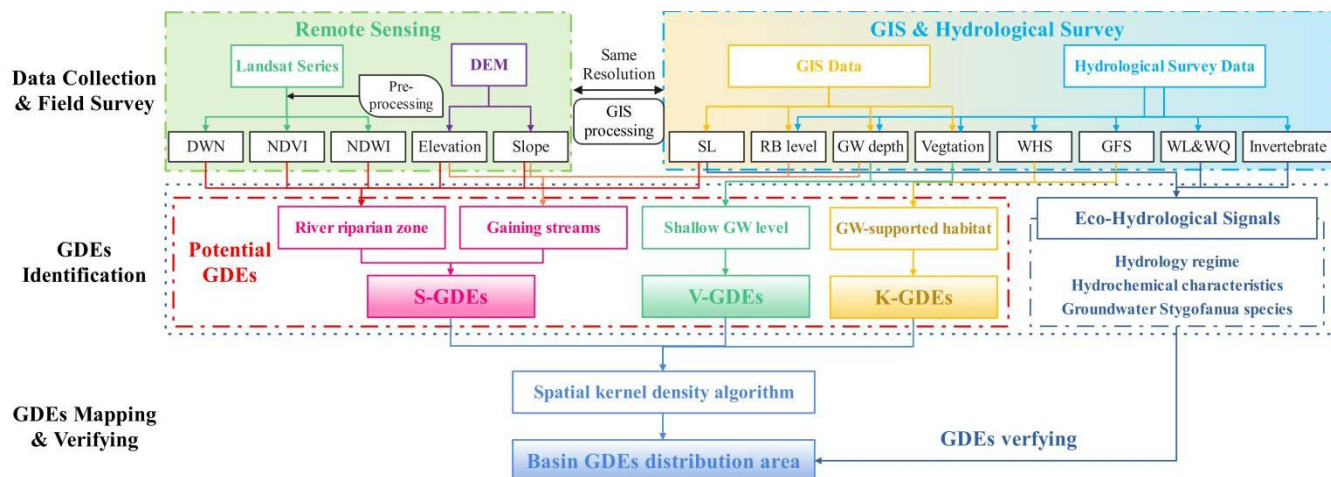 Remote Sensing
GIS & Hydrological Survey
Data Collection
& Field Survey
Landsat Series
DEM
Same
Resolution
GIS Data
Hydrological Survey Data
Pre-
processing
GIS
processing
DWN
NDVI
NDWI
Elevation
Slope
SL
RB level
GW depth
Vegtation
WHS
GFS
WL&WQ
Invertebrate
GDEs
Identification
Potential
GDEs
River riparian zone
Gaining streams
Shallow GW level
GW-supported habitat
Eco-Hydrological Signals
S-GDEs
V-GDEs
K-GDEs
Hydrology regime
Hydrochemical characteristics
Groundwater Stygofanua species
GDEs Mapping
& Verifying
Spatial kernel density algorithm
GDEs verfying
Basin GDEs distribution area